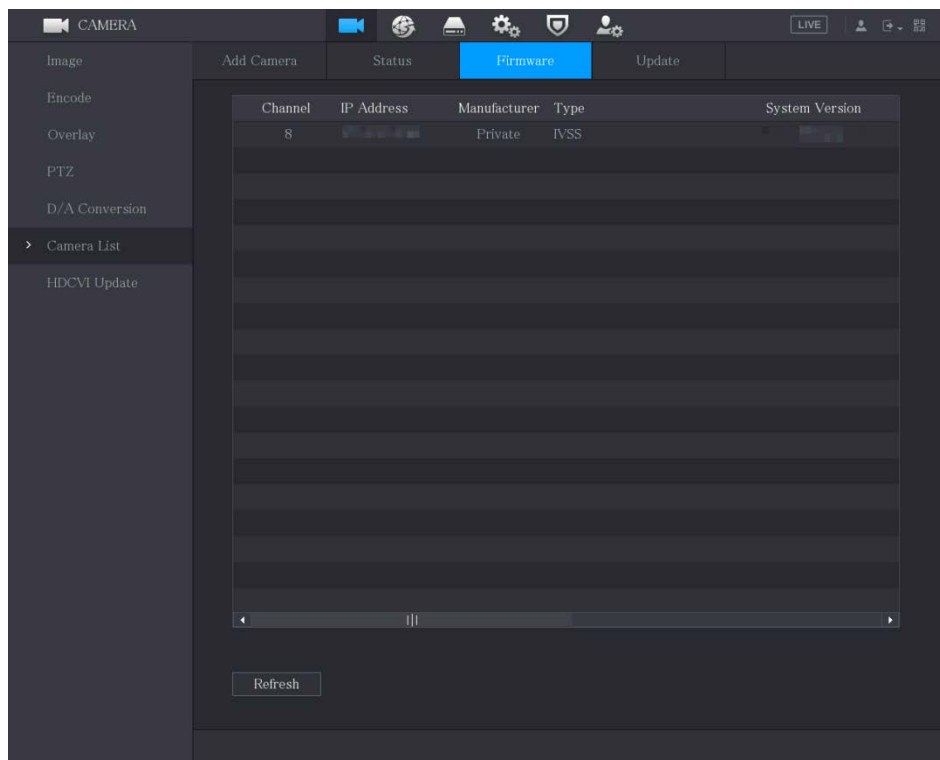 CAMERA
LIVE
Image
Encode
Overlay
PTZ
D/A Conversion
Camera List
HDCVI Update
Add Camera Status Firmware Update
Channel IP Address Manufacturer Type System Version
8 Private IVSS
Refresh